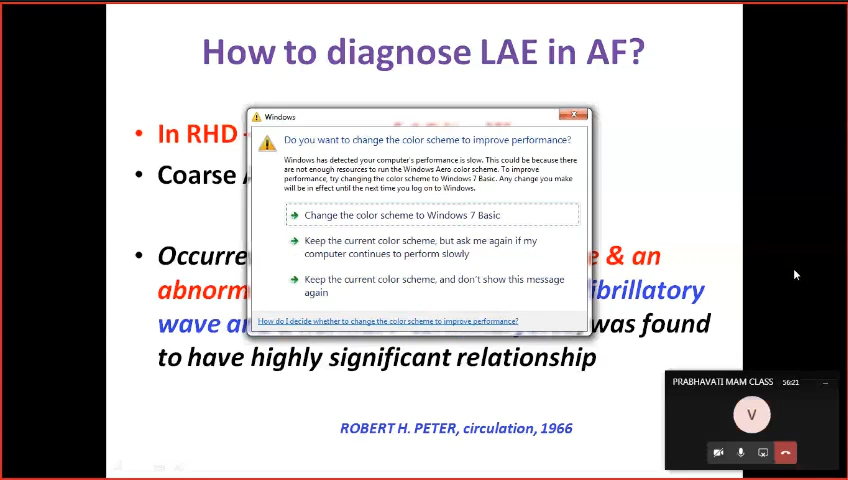 How to diagnose LAE in AF?
• In RHD -
• Coarse
• Occurre e & an
abnorm ibrillatory
wave an was found
to have highly significant relationship
ROBERT H. PETER, circulation, 1966
Windows
Do you want to change the color scheme to improve performance?
Windows has detected your computer's performance is slow. This could be because there
are not enough resources to run the Windows Aero color scheme. To improve
performance, try changing the color scheme to Windows 7 Basic. Any change you make
will be in effect until the next time you log on to Windows.
Change the color scheme to Windows 7 Basic
Keep the current color scheme, but ask me again if my
computer continues to perform slowly
Keep the current color scheme, and don't show this message
again
How do I decide whether to change the color scheme to improve performance?
PRABHAVATI MAM CLASS 56:21
V